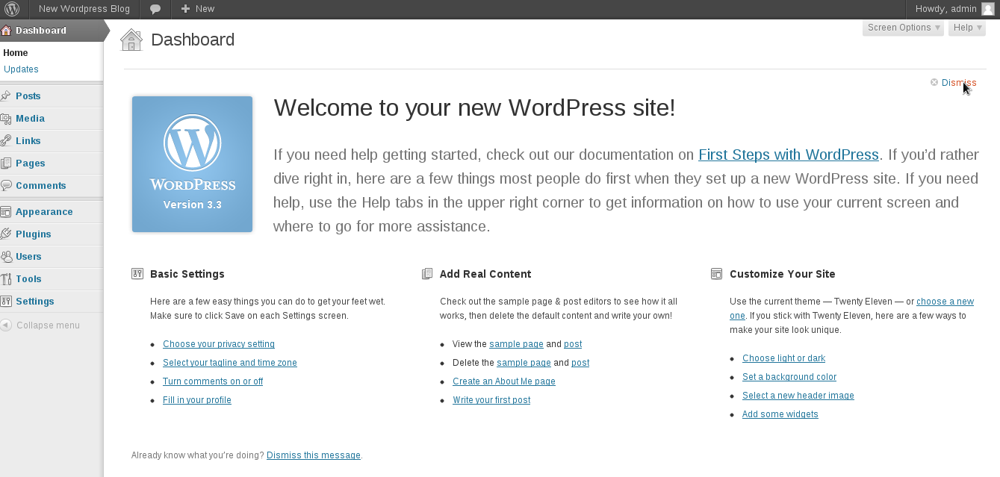 New Wordpress Blog
New
Howdy, admin
Dashboard
Home
Updates
Posts
Media
Links
Pages
Comments
Appearance
Plugins
Users
Tools
Settings
Collapse menu
Dashboard
Screen Options
Help
Dismiss
WORDPRESS
Version 3.3
Welcome to your new WordPress site!
If you need help getting started, check out our documentation on First Steps with WordPress. If you’d rather
dive right in, here are a few things most people do first when they set up a new WordPress site. If you need
help, use the Help tabs in the upper right corner to get information on how to use your current screen and
where to go for more assistance.
Basic Settings
Here are a few easy things you can do to get your feet wet.
Make sure to click Save on each Settings screen.
Choose your privacy setting
Select your tagline and time zone
Turn comments on or off
Fill in your profile
Add Real Content
Check out the sample page & post editors to see how it all
works, then delete the default content and write your own!
View the sample page and post
Delete the sample page and post
Create an About Me page
Write your first post
Customize Your Site
Use the current theme — Twenty Eleven — or choose a new
one. If you stick with Twenty Eleven, here are a few ways to
make your site look unique.
Choose light or dark
Set a background color
Select a new header image
Add some widgets
Already know what you’re doing? Dismiss this message.